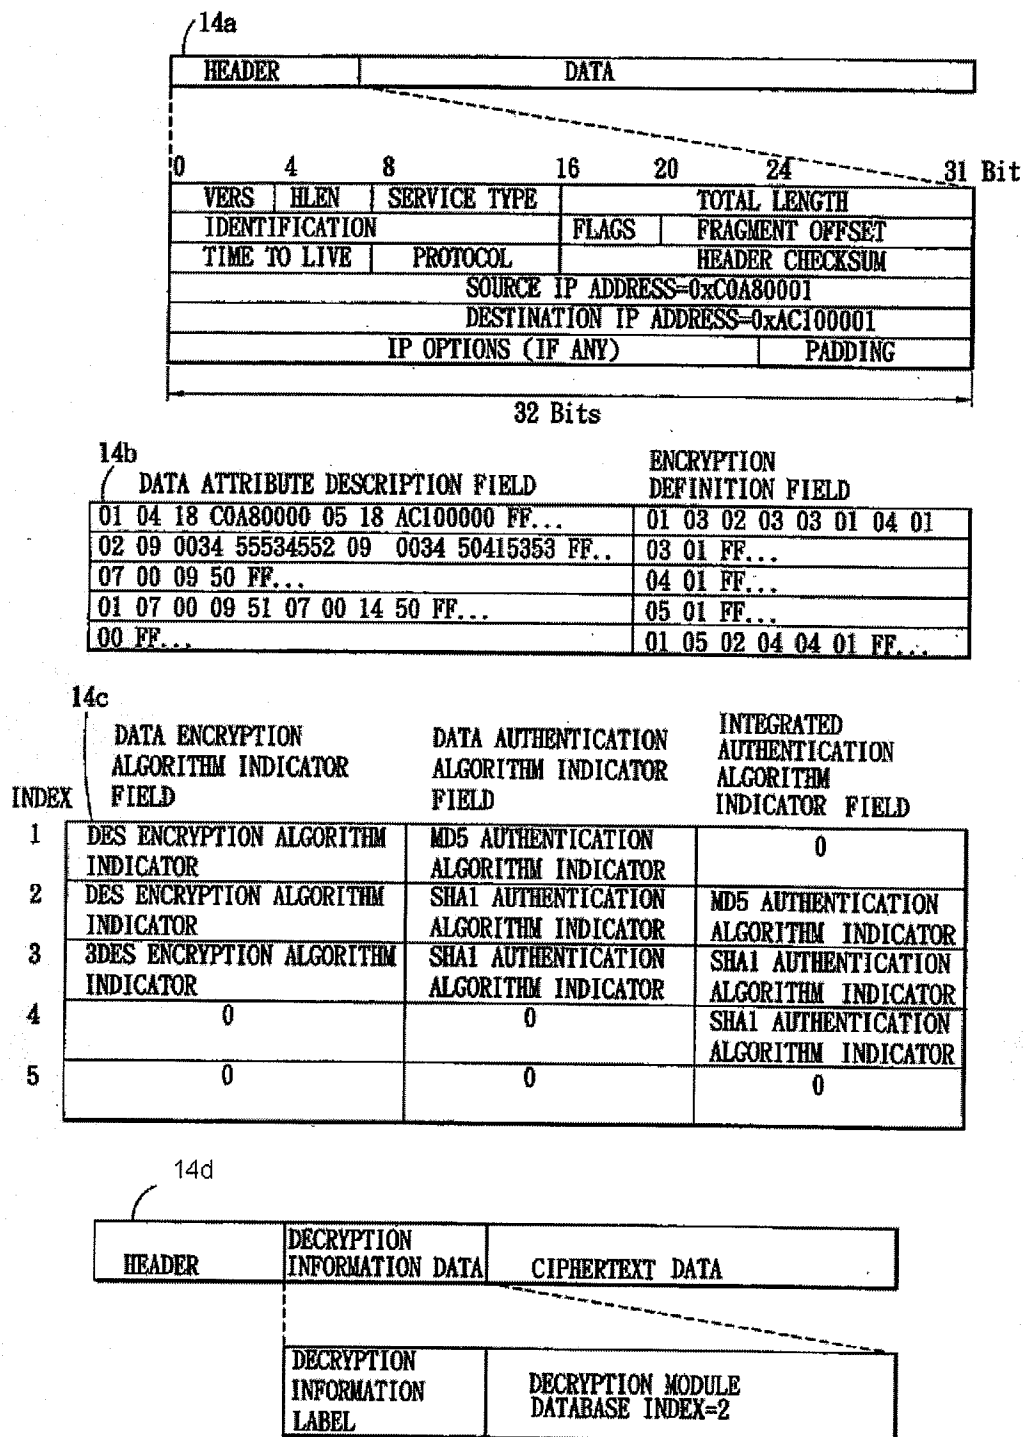 14a
HEADER DATA
0 4 8 16 20 24 31 Bit
VERS HLEN SERVICE TYPE TOTAL LENGTH
IDENTIFICATION FLAGS FRAGMENT OFFSET
TIME TO LIVE PROTOCOL HEADER CHECKSUM
SOURCE IP ADDRESS=0xC0A80001
DESTINATION IP ADDRESS=0xAC100001
IP OPTIONS (IF ANY) PADDING
32 Bits
14b
DATA ATTRIBUTE DESCRIPTION FIELD
ENCRYPTION
DEFINITION FIELD
01 04 18 C0A80000 05 18 AC100000 FF... 01 03 02 03 03 01 04 01
02 09 0034 55534552 09 0034 50415353 FF.. 03 01 FF...
07 00 09 50 FF... 04 01 FF...
01 07 00 09 51 07 00 14 50 FF... 05 01 FF...
00 FF... 01 05 02 04 04 01 FF...
14c
INDEX
DATA ENCRYPTION
ALGORITHM INDICATOR
FIELD
DATA AUTHENTICATION
ALGORITHM INDICATOR
FIELD
INTEGRATED
AUTHENTICATION
ALGORITHM
INDICATOR FIELD
1
DES ENCRYPTION ALGORITHM
INDICATOR
MD5 AUTHENTICATION
ALGORITHM INDICATOR
0
2
DES ENCRYPTION ALGORITHM
INDICATOR
SHA1 AUTHENTICATION
ALGORITHM INDICATOR
MD5 AUTHENTICATION
ALGORITHM INDICATOR
3
3DES ENCRYPTION ALGORITHM
INDICATOR
SHA1 AUTHENTICATION
ALGORITHM INDICATOR
SHA1 AUTHENTICATION
ALGORITHM INDICATOR
4
0
0
SHA1 AUTHENTICATION
ALGORITHM INDICATOR
5
0
0
0
14d
HEADER
DECRYPTION
INFORMATION DATA
CIPHERTEXT DATA
DECRYPTION
INFORMATION
LABEL
DECRYPTION MODULE
DATABASE INDEX=2